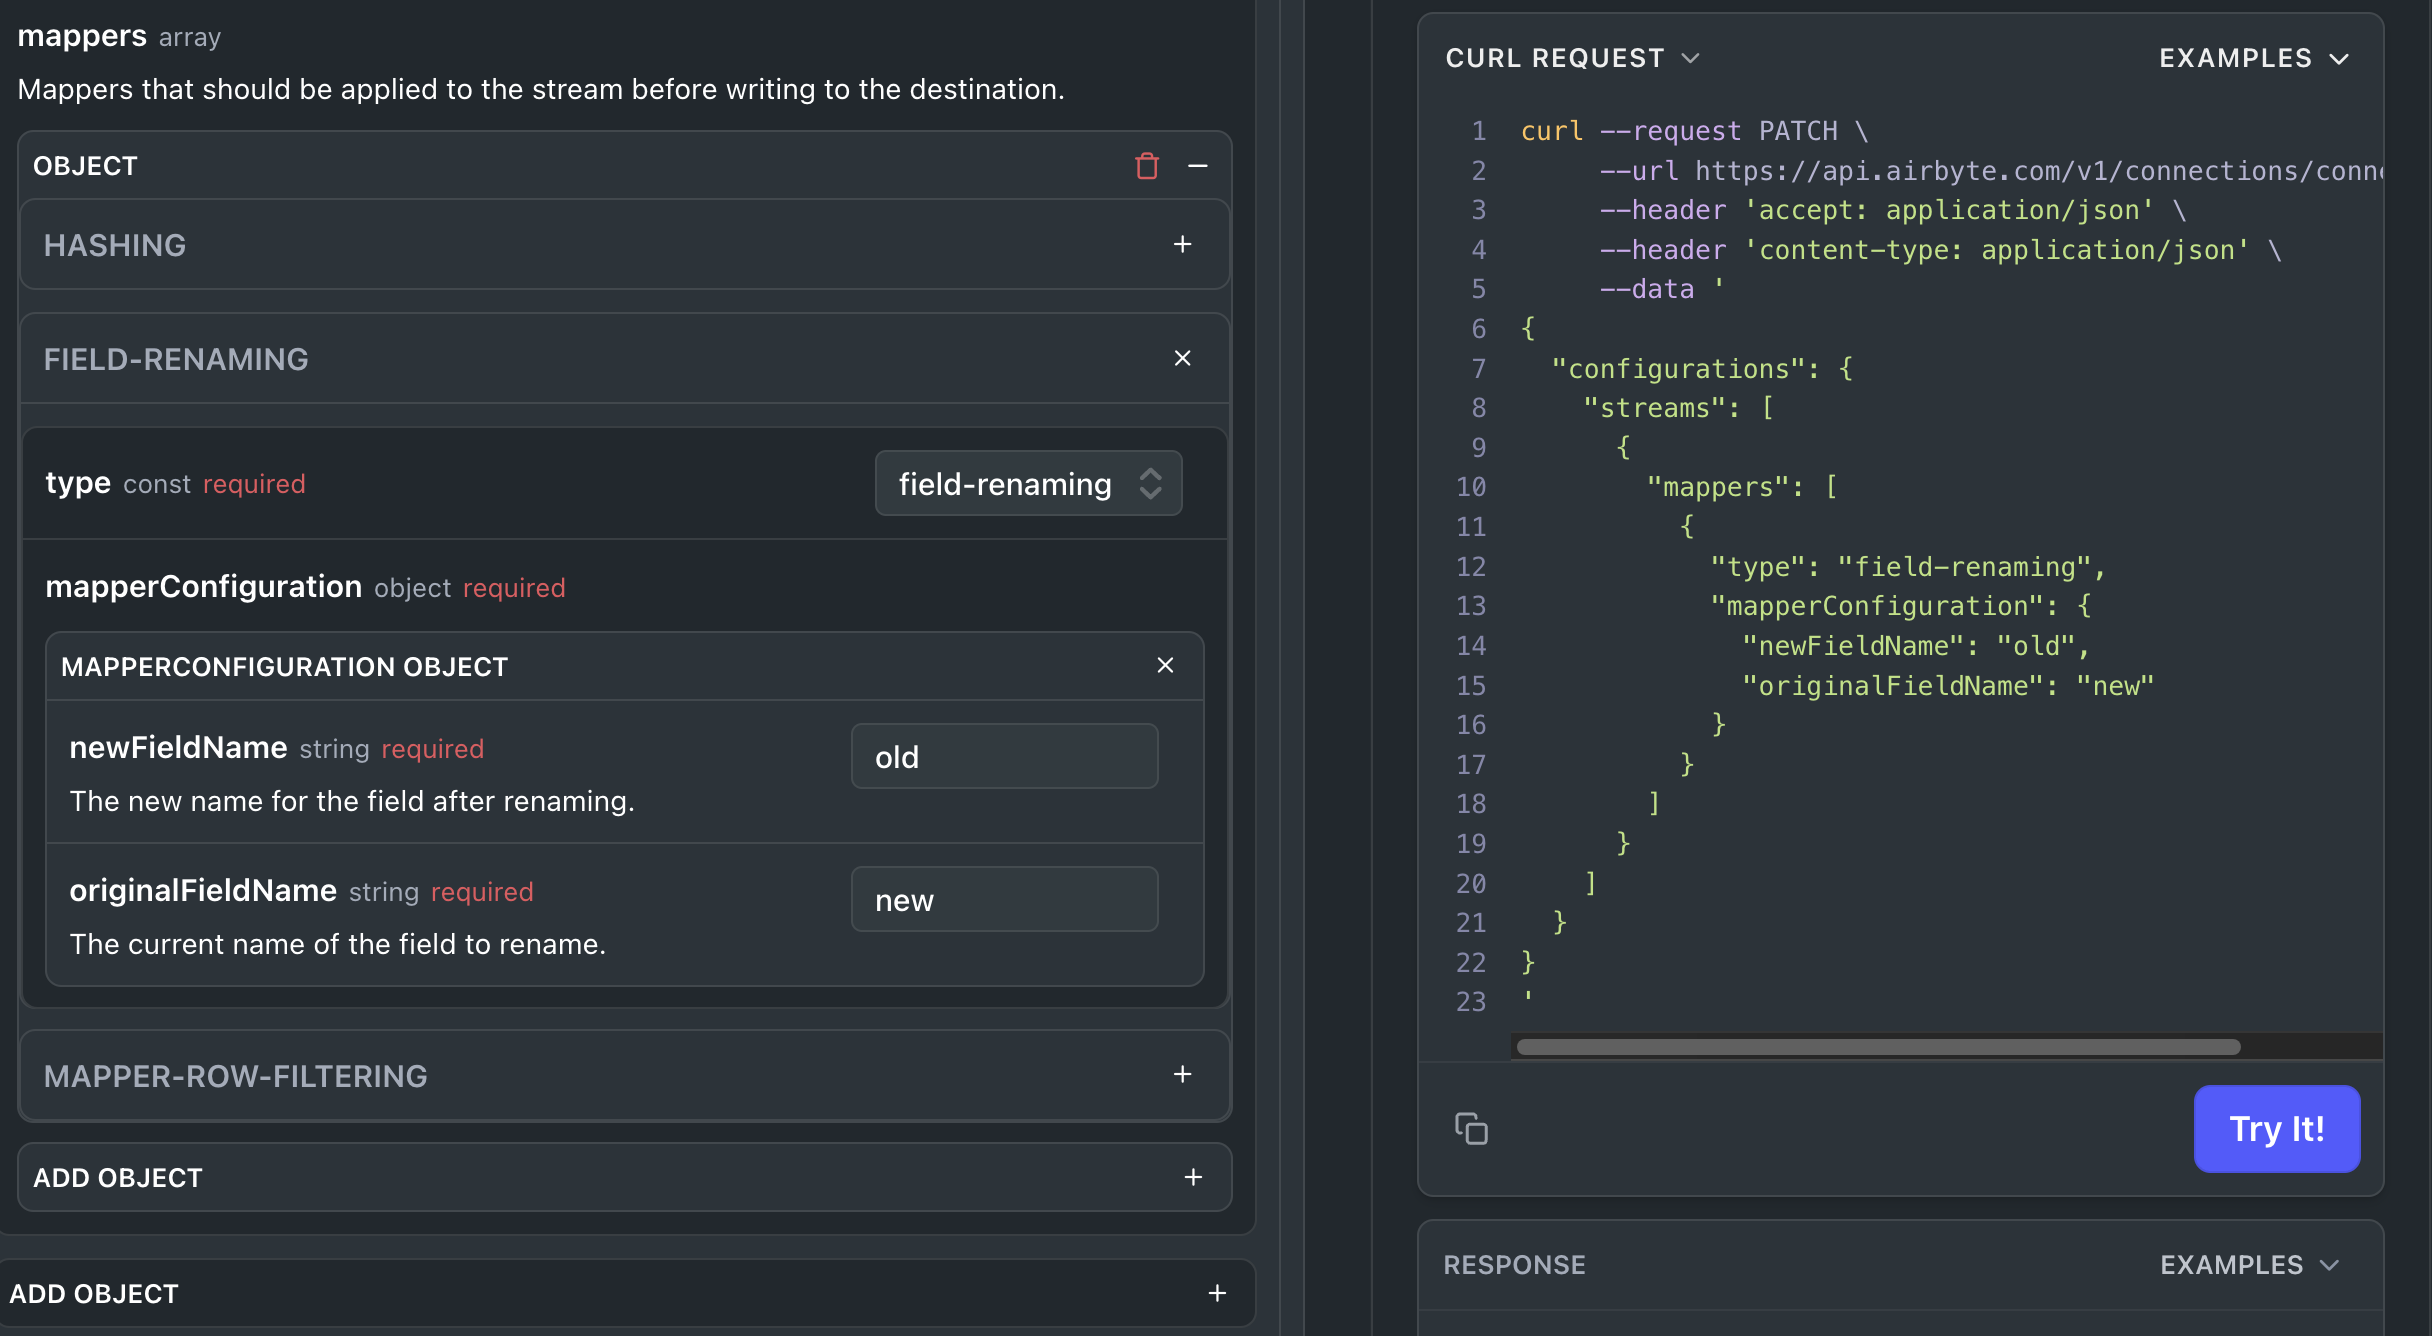 mappers array
Mappers that should be applied to the stream before writing to the destination.
OBJECT
HASHING
FIELD-RENAMING
type const required
field-renaming
mapperConfiguration object required
MAPPERCONFIGURATION OBJECT
newFieldName string required
old
The new name for the field after renaming.
originalFieldName string required
new
The current name of the field to rename.
MAPPER-ROW-FILTERING
ADD OBJECT
ADD OBJECT
CURL REQUEST
EXAMPLES
1 curl --request PATCH \
2      --url https://api.airbyte.com/v1/connections/conn
3      --header 'accept: application/json' \
4      --header 'content-type: application/json' \
5      --data '
6 {
7   "configurations": {
8     "streams": [
9       {
10         "mappers": [
11           {
12             "type": "field-renaming",
13             "mapperConfiguration": {
14               "newFieldName": "old",
15               "originalFieldName": "new"
16             }
17           }
18         ]
19       }
20     ]
21   }
22 }
23 '
Try It!
RESPONSE
EXAMPLES